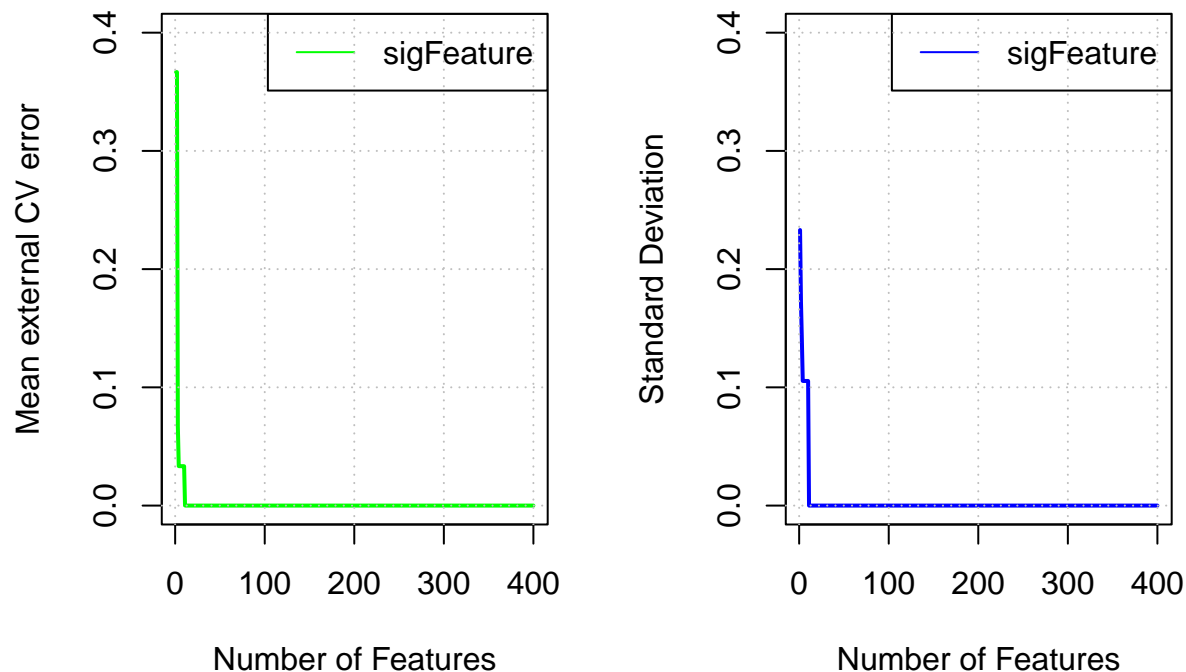 sigFeature
Mean external CV error
0.4
0.3
0.2
0.1
0.0
0 100 200 300 400
Number of Features
sigFeature
Standard Deviation
0.4
0.3
0.2
0.1
0.0
0 100 200 300 400
Number of Features